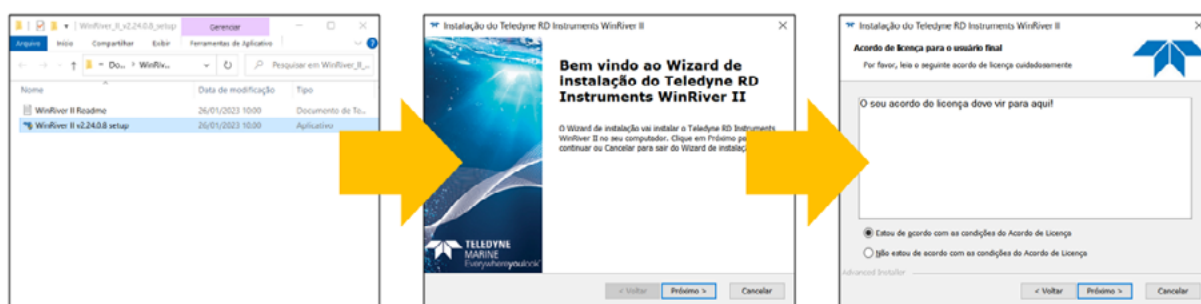 WinRiver_II_v2.24.0.8_setup
Gerenciar
Arquivo Início Compartilhar Exibir Ferramentas de Aplicativo
Do... WinRiv... Pesquisar em WinRiver_II_...
Nome Data de modificação Tipo
WinRiver II Readme 26/01/2023 10:00 Documento de Te...
WinRiver II v2.24.0.8 setup 26/01/2023 10:00 Aplicativo
Instalação do Teledyne RD Instruments WinRiver II
Bem vindo ao Wizard de
instalação do Teledyne RD
Instruments WinRiver II
O Wizard de instalação vai instalar o Teledyne RD Instruments
WinRiver II no seu computador. Clique em Próximo
continuar ou Cancelar para sair do Wizard de
TELEDYNE
MARINE
Everywhereyoulook
< Voltar Próximo > Cancelar
Instalação do Teledyne RD Instruments WinRiver II
Acordo de licença para o usuário final
Por favor, leia o seguinte acordo de licença cuidadosamente
O seu acordo de licença deve vir para aqui!
Estou de acordo com as condições do Acordo de Licença
Não estou de acordo com as condições do Acordo de Licença
Advanced Installer
< Voltar Próximo > Cancelar